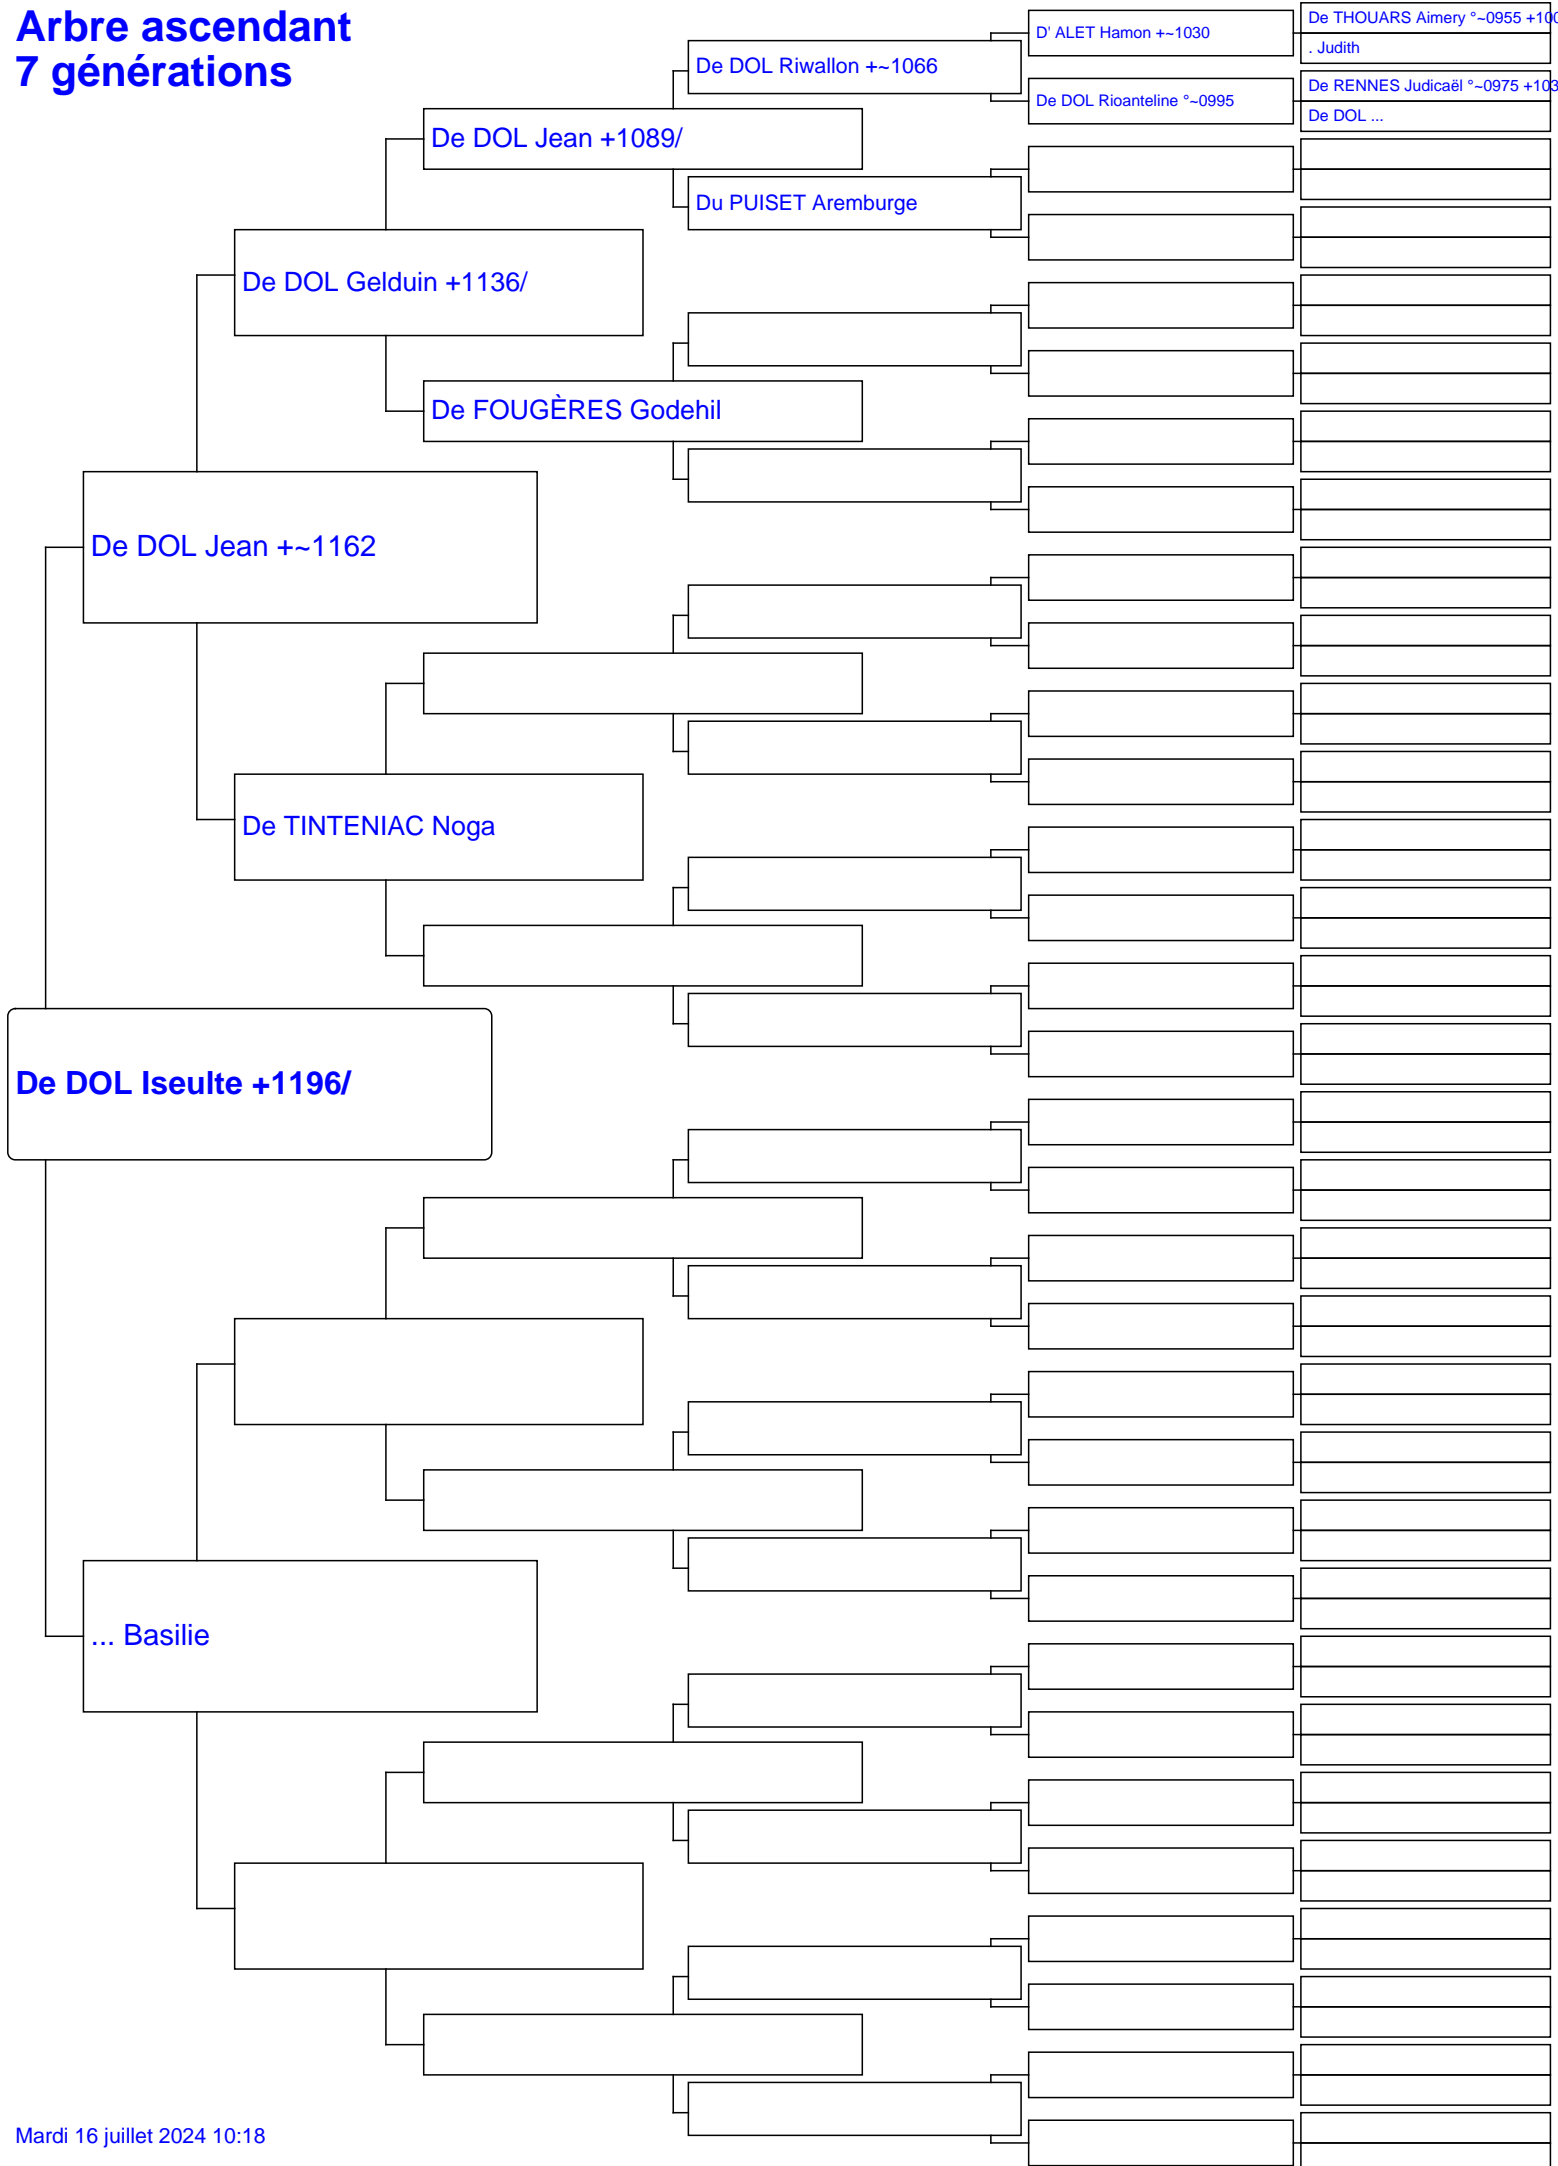 Arbre ascendant
7 générations
De THOUARS Aimery °~0955
D' ALET Hamon +~1030
. Judith
De DOL Riwallon +~1066
De RENNES Judicaël °~0975
De DOL Rioanteline °~0995
De DOL ...
De DOL Jean +1089/
Du PUISET Aremburge
De DOL Gelduin +1136/
De FOUGÈRES Godehil
De DOL Jean +~1162
De TINTENIAC Noga
De DOL Iseulte +1196/
... Basilie
Mardi 16 juillet 2024 10:18